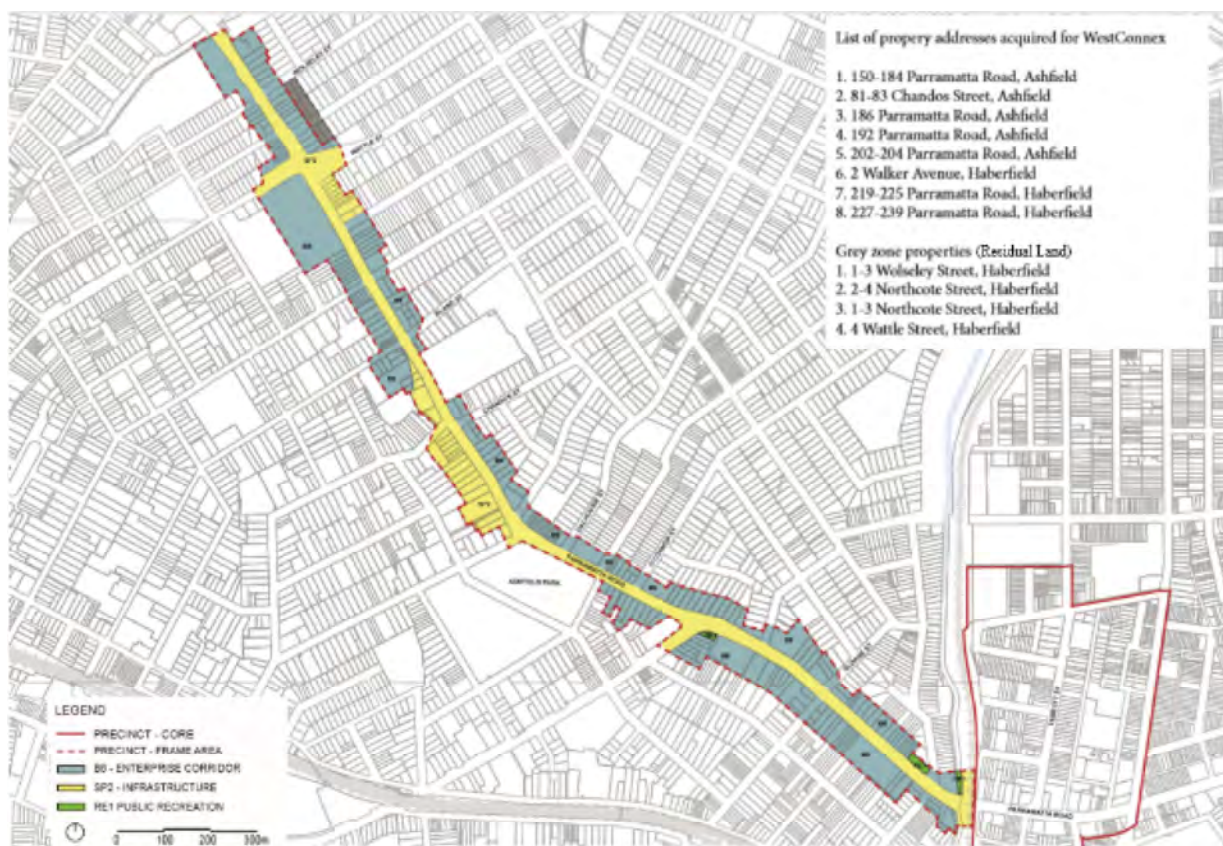 List of propery addresses acquired for WestConnex
1. 150-184 Parramatta Road, Ashfield
2. 81-83 Chandos Street, Ashfield
3. 186 Parramatta Road, Ashfield
4. 192 Parramatta Road, Ashfield
5. 202-204 Parramatta Road, Ashfield
6. 2 Walker Avenue, Haberfield
7. 219-225 Parramatta Road, Haberfield
8. 227-239 Parramatta Road, Haberfield
Grey zone properties (Residual Land)
1. 1-3 Wolseley Street, Haberfield
2. 2-4 Northcote Street, Haberfield
3. 1-3 Northcote Street, Haberfield
4. 4 Wattle Street, Haberfield
WATTLE ST
ASHFIELD PARK
PARRAMATTA ROAD
PARRAMATTA ROAD
LEGEND
PRECINCT - CORE
PRECINCT - FRAME AREA
B6 - ENTERPRISE CORRIDOR
SP2 - INFRASTRUCTURE
RE1 PUBLIC RECREATION
0 100 200 300m